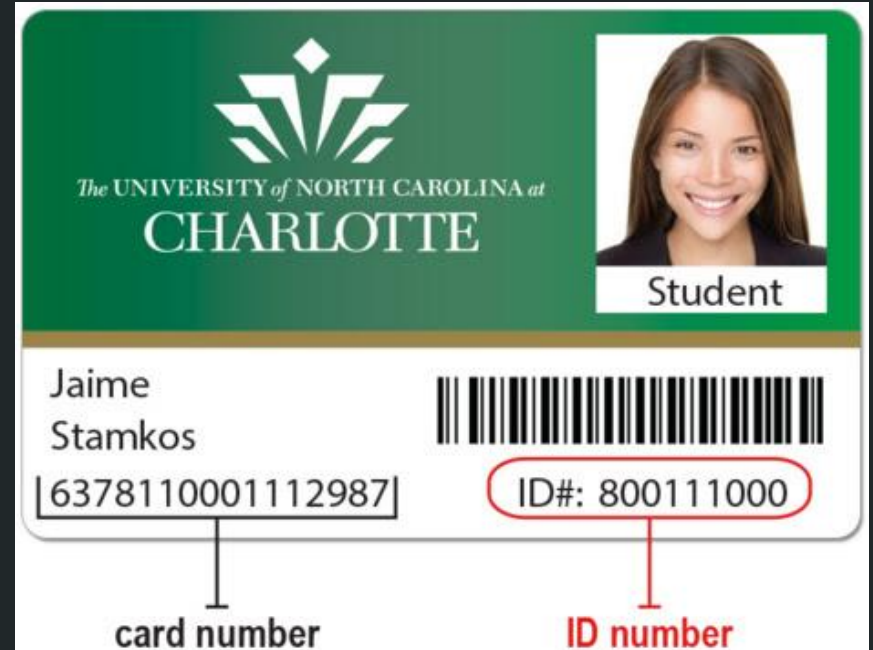 The UNIVERSITY of NORTH CAROLINA at
CHARLOTTE
Student
Jaime
Stamkos
6378110001112987
ID#: 800111000
card number
ID number